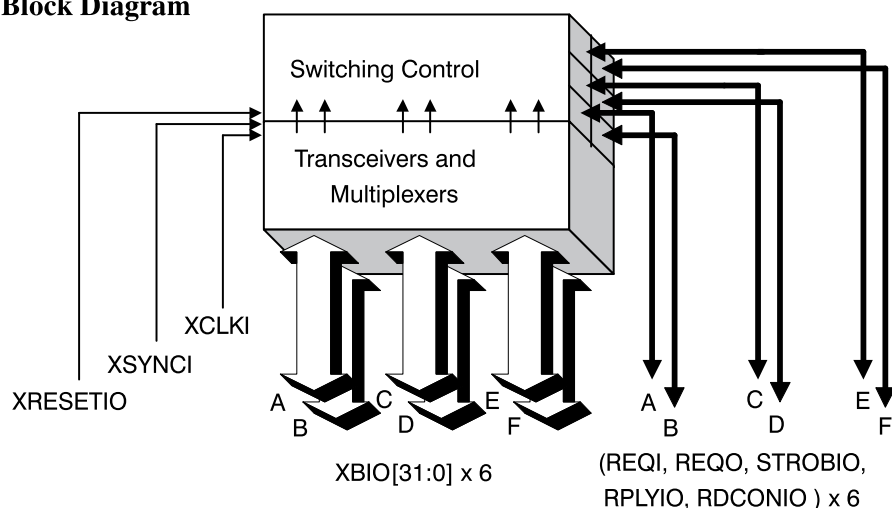 Block Diagram
Switching Control
Transceivers and
Multiplexers
XCLKI
XSYNCI
XRESETIO
A
B
C
D
E
F
A
B
C
D
E
F
XBIO[31:0] x 6
(REQI, REQO, STROBIO,
RPLYIO, RDCONIO ) x 6